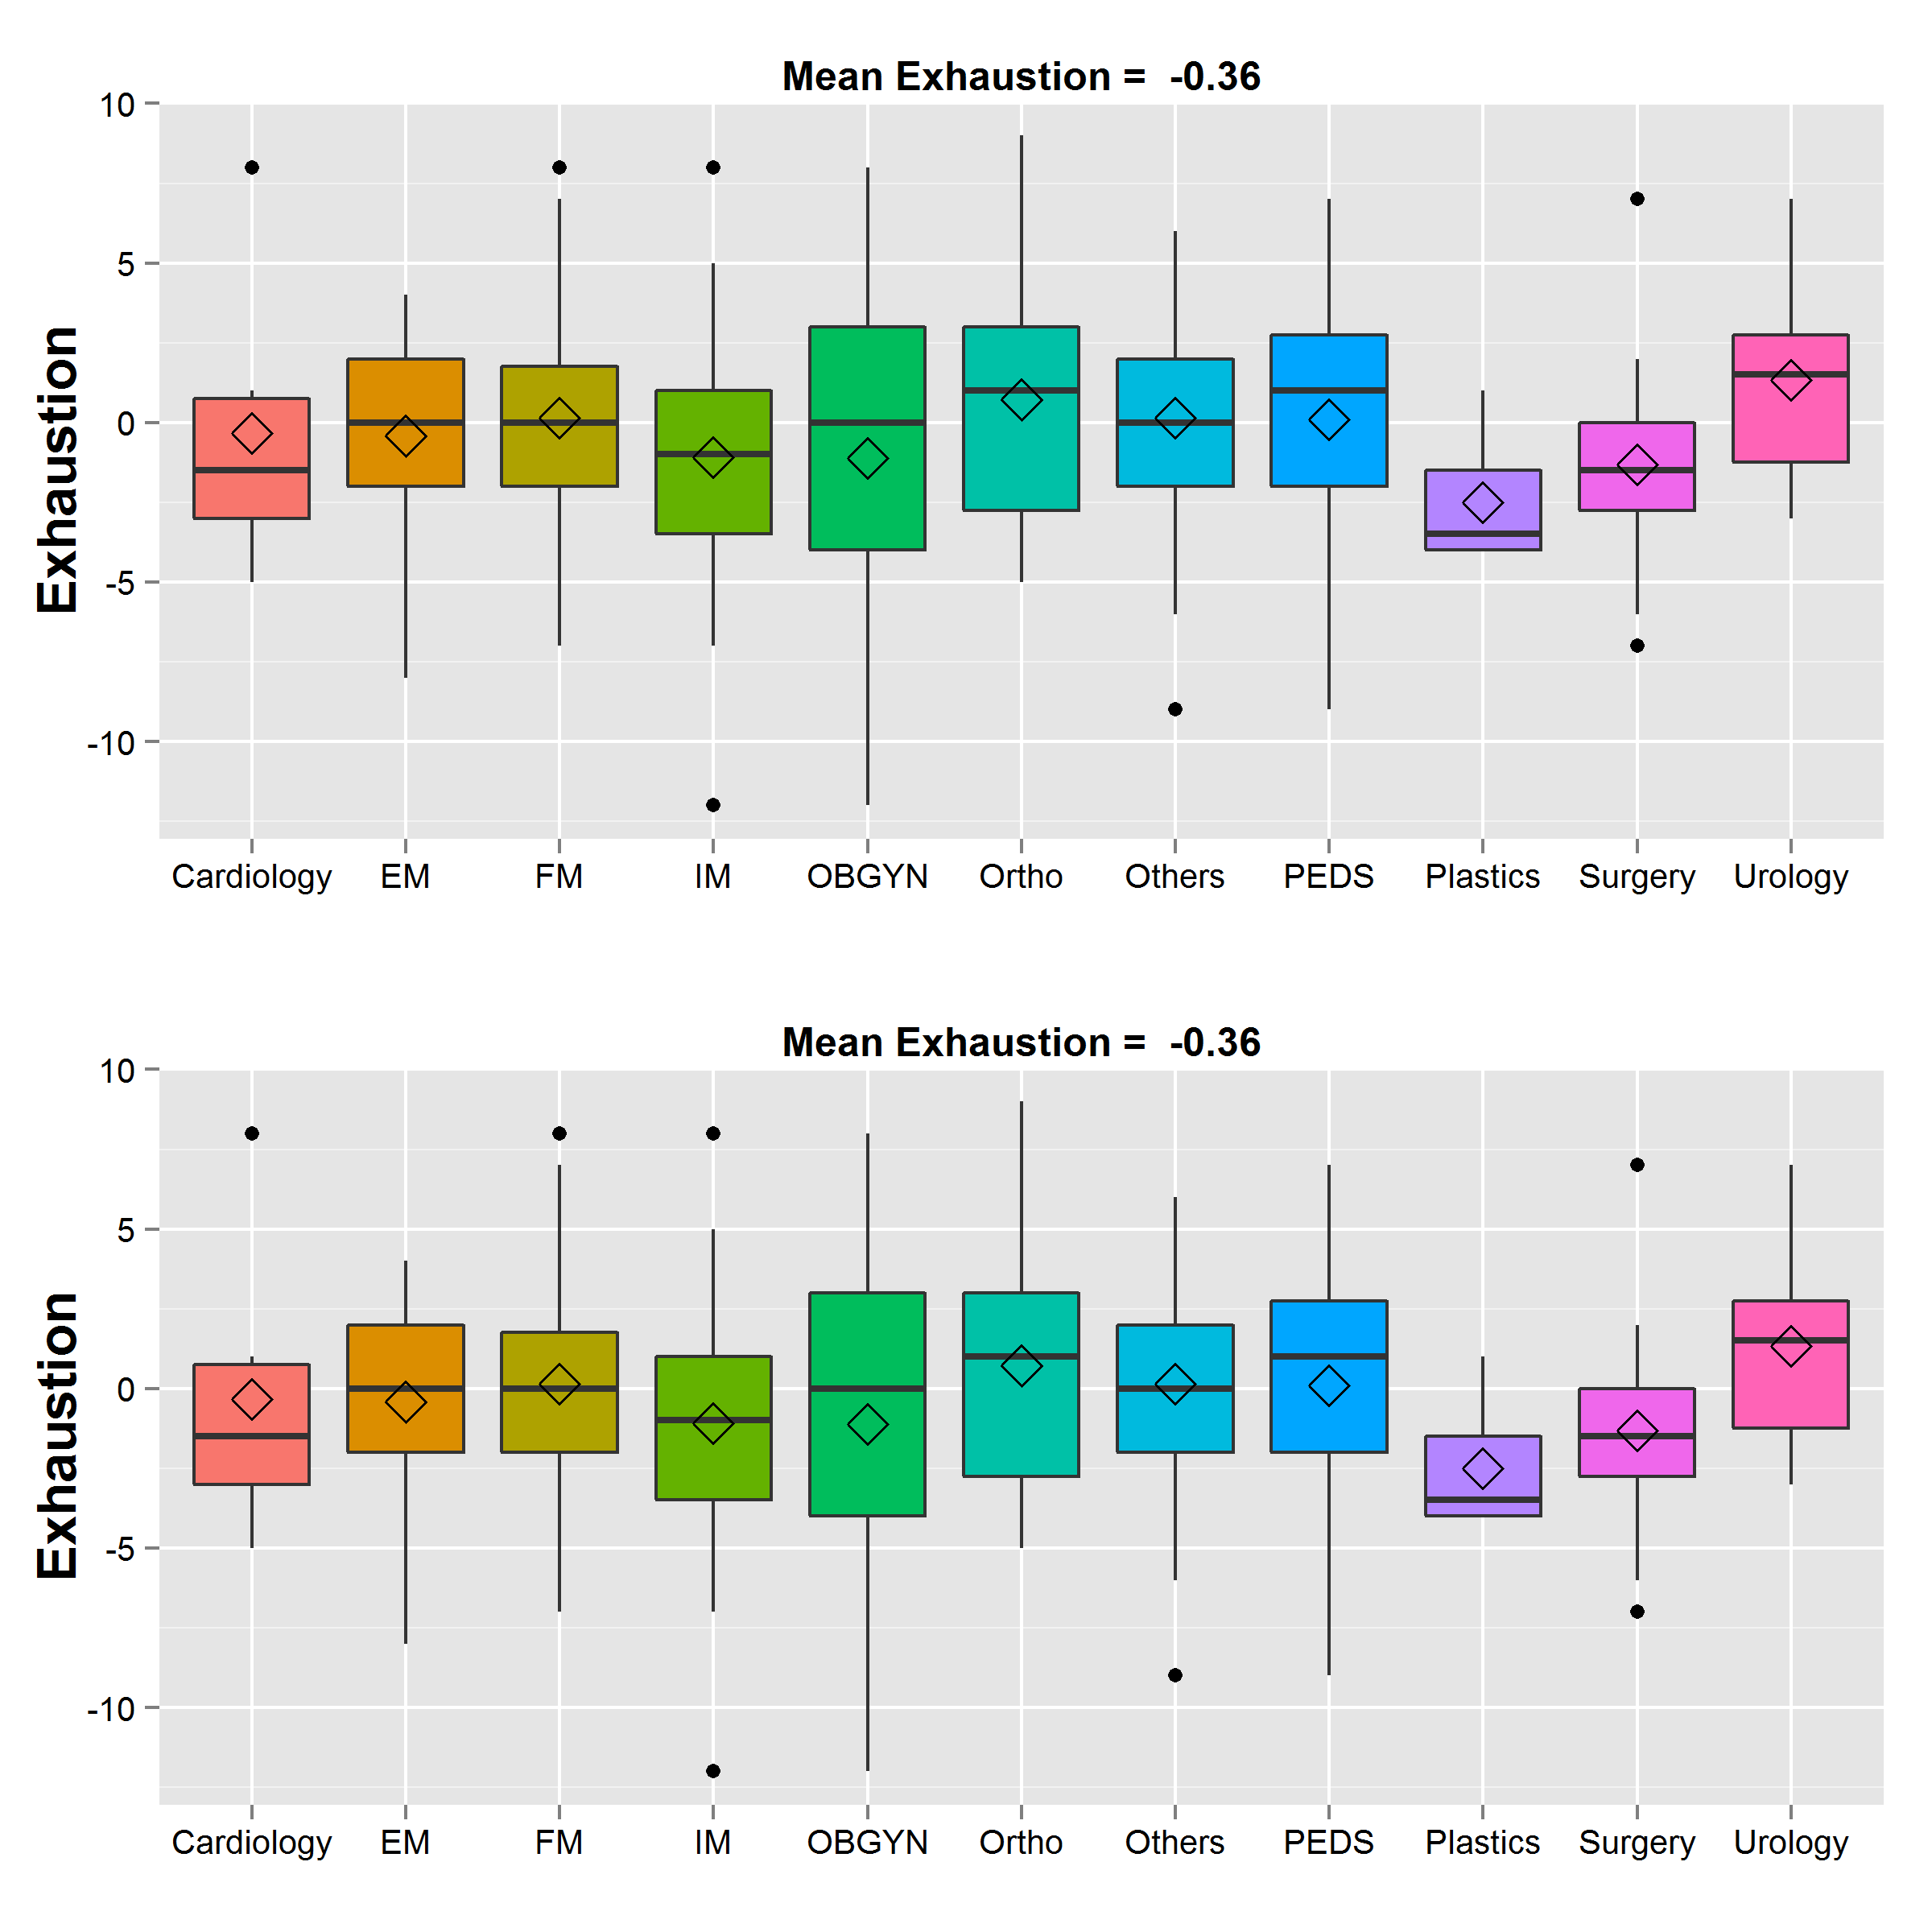 Mean Exhaustion =  -0.36
Exhaustion
10
5
0
-5
-10
Cardiology EM FM IM OBGYN Ortho Others PEDS Plastics Surgery Urology
Mean Exhaustion =  -0.36
Exhaustion
10
5
0
-5
-10
Cardiology EM FM IM OBGYN Ortho Others PEDS Plastics Surgery Urology